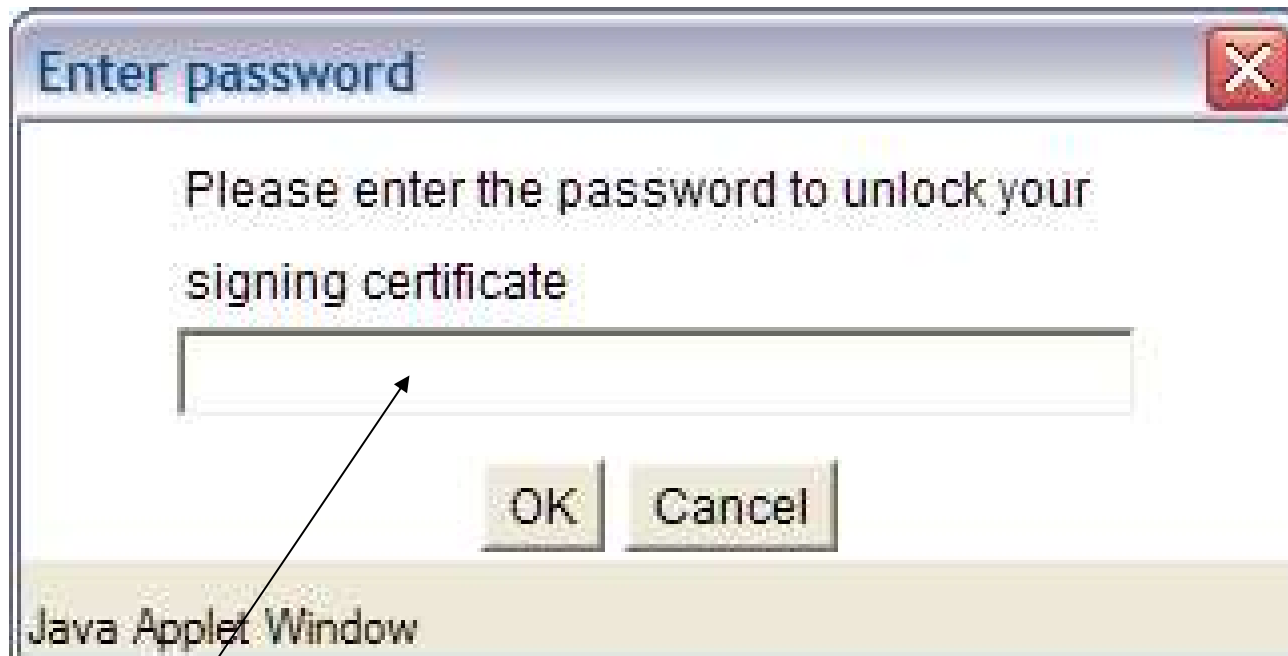 Enter password
Please enter the password to unlock your
signing certificate
OK Cancel
Java Applet Window